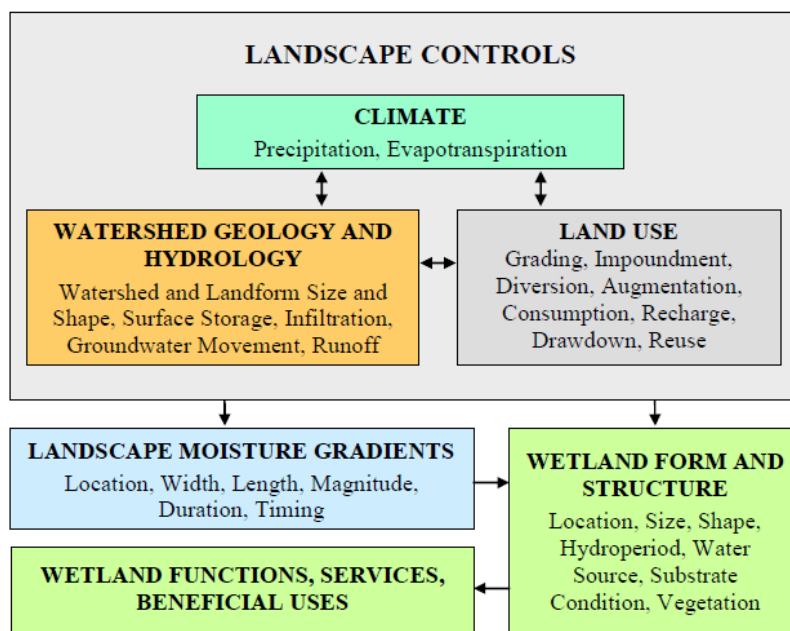 LANDSCAPE CONTROLS
CLIMATE
Precipitation, Evapotranspiration
WATERSHED GEOLOGY AND
HYDROLOGY
Watershed and Landform Size and
Shape, Surface Storage, Infiltration,
Groundwater Movement, Runoff
LAND USE
Grading, Impoundment,
Diversion, Augmentation,
Consumption, Recharge,
Drawdown, Reuse
LANDSCAPE MOISTURE GRADIENTS
Location, Width, Length, Magnitude,
Duration, Timing
WETLAND FORM AND
STRUCTURE
Location, Size, Shape,
Hydroperiod, Water
Source, Substrate
Condition, Vegetation
WETLAND FUNCTIONS, SERVICES,
BENEFICIAL USES